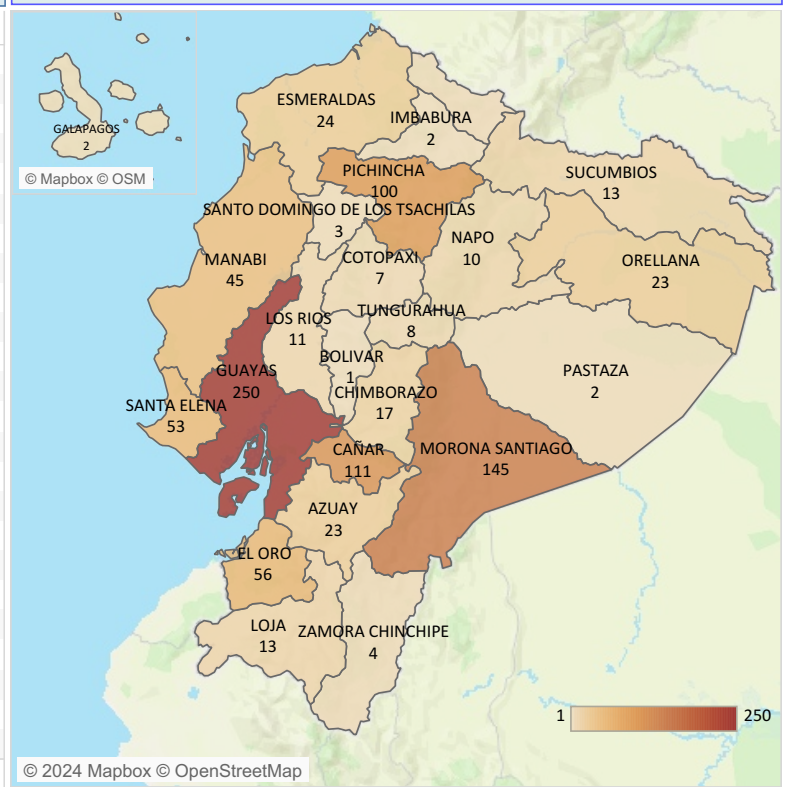 GALAPAGOS
2
© Mapbox © OSM
ESMERALDAS
24
IMBABURA
2
PICHINCHA
100
SUCUMBIOS
13
SANTO DOMINGO DE LOS TSACHILAS
3
NAPO
10
COTOPAXI
7
ORELLANA
23
MANABI
45
TUNGURAHUA
8
LOS RIOS
11
BOLIVAR
1
GUAYAS
250
PASTAZA
2
CHIMBORAZO
17
SANTA ELENA
53
CAÑAR
111
MORONA SANTIAGO
145
AZUAY
23
EL ORO
56
LOJA
13
ZAMORA CHINCHIPE
4
1
250
© 2024 Mapbox © OpenStreetMap